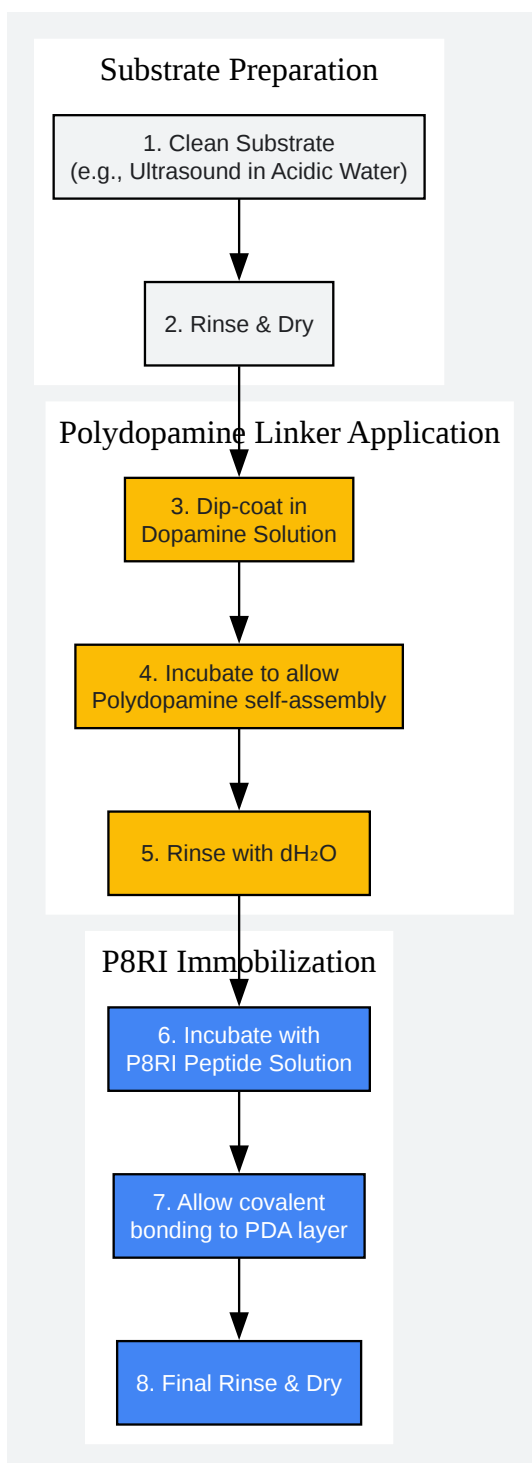 Substrate Preparation
1. Clean Substrate
(e.g., Ultrasound in Acidic Water)
2. Rinse & Dry
Polydopamine Linker Application
3. Dip-coat in
Dopamine Solution
4. Incubate to allow
Polydopamine self-assembly
5. Rinse with dH₂O
P8RI Immobilization
6. Incubate with
P8RI Peptide Solution
7. Allow covalent
bonding to PDA layer
8. Final Rinse & Dry